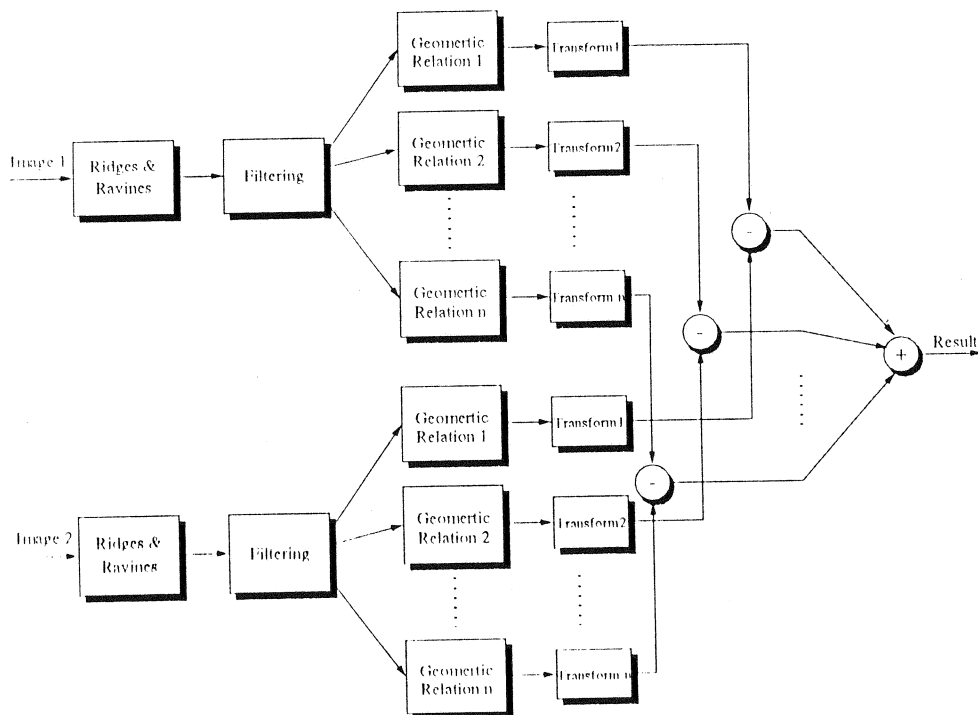 Image 1
Ridges &
Ravines
Filtering
Geomertic
Relation 1
Transform1
Geomertic
Relation 2
Transform2
Geomertic
Relation n
Transform n
-
-
-
+
Result
Image 2
Ridges &
Ravines
Filtering
Geomertic
Relation 1
Transform1
Geomertic
Relation 2
Transform2
Geomertic
Relation n
Transform n